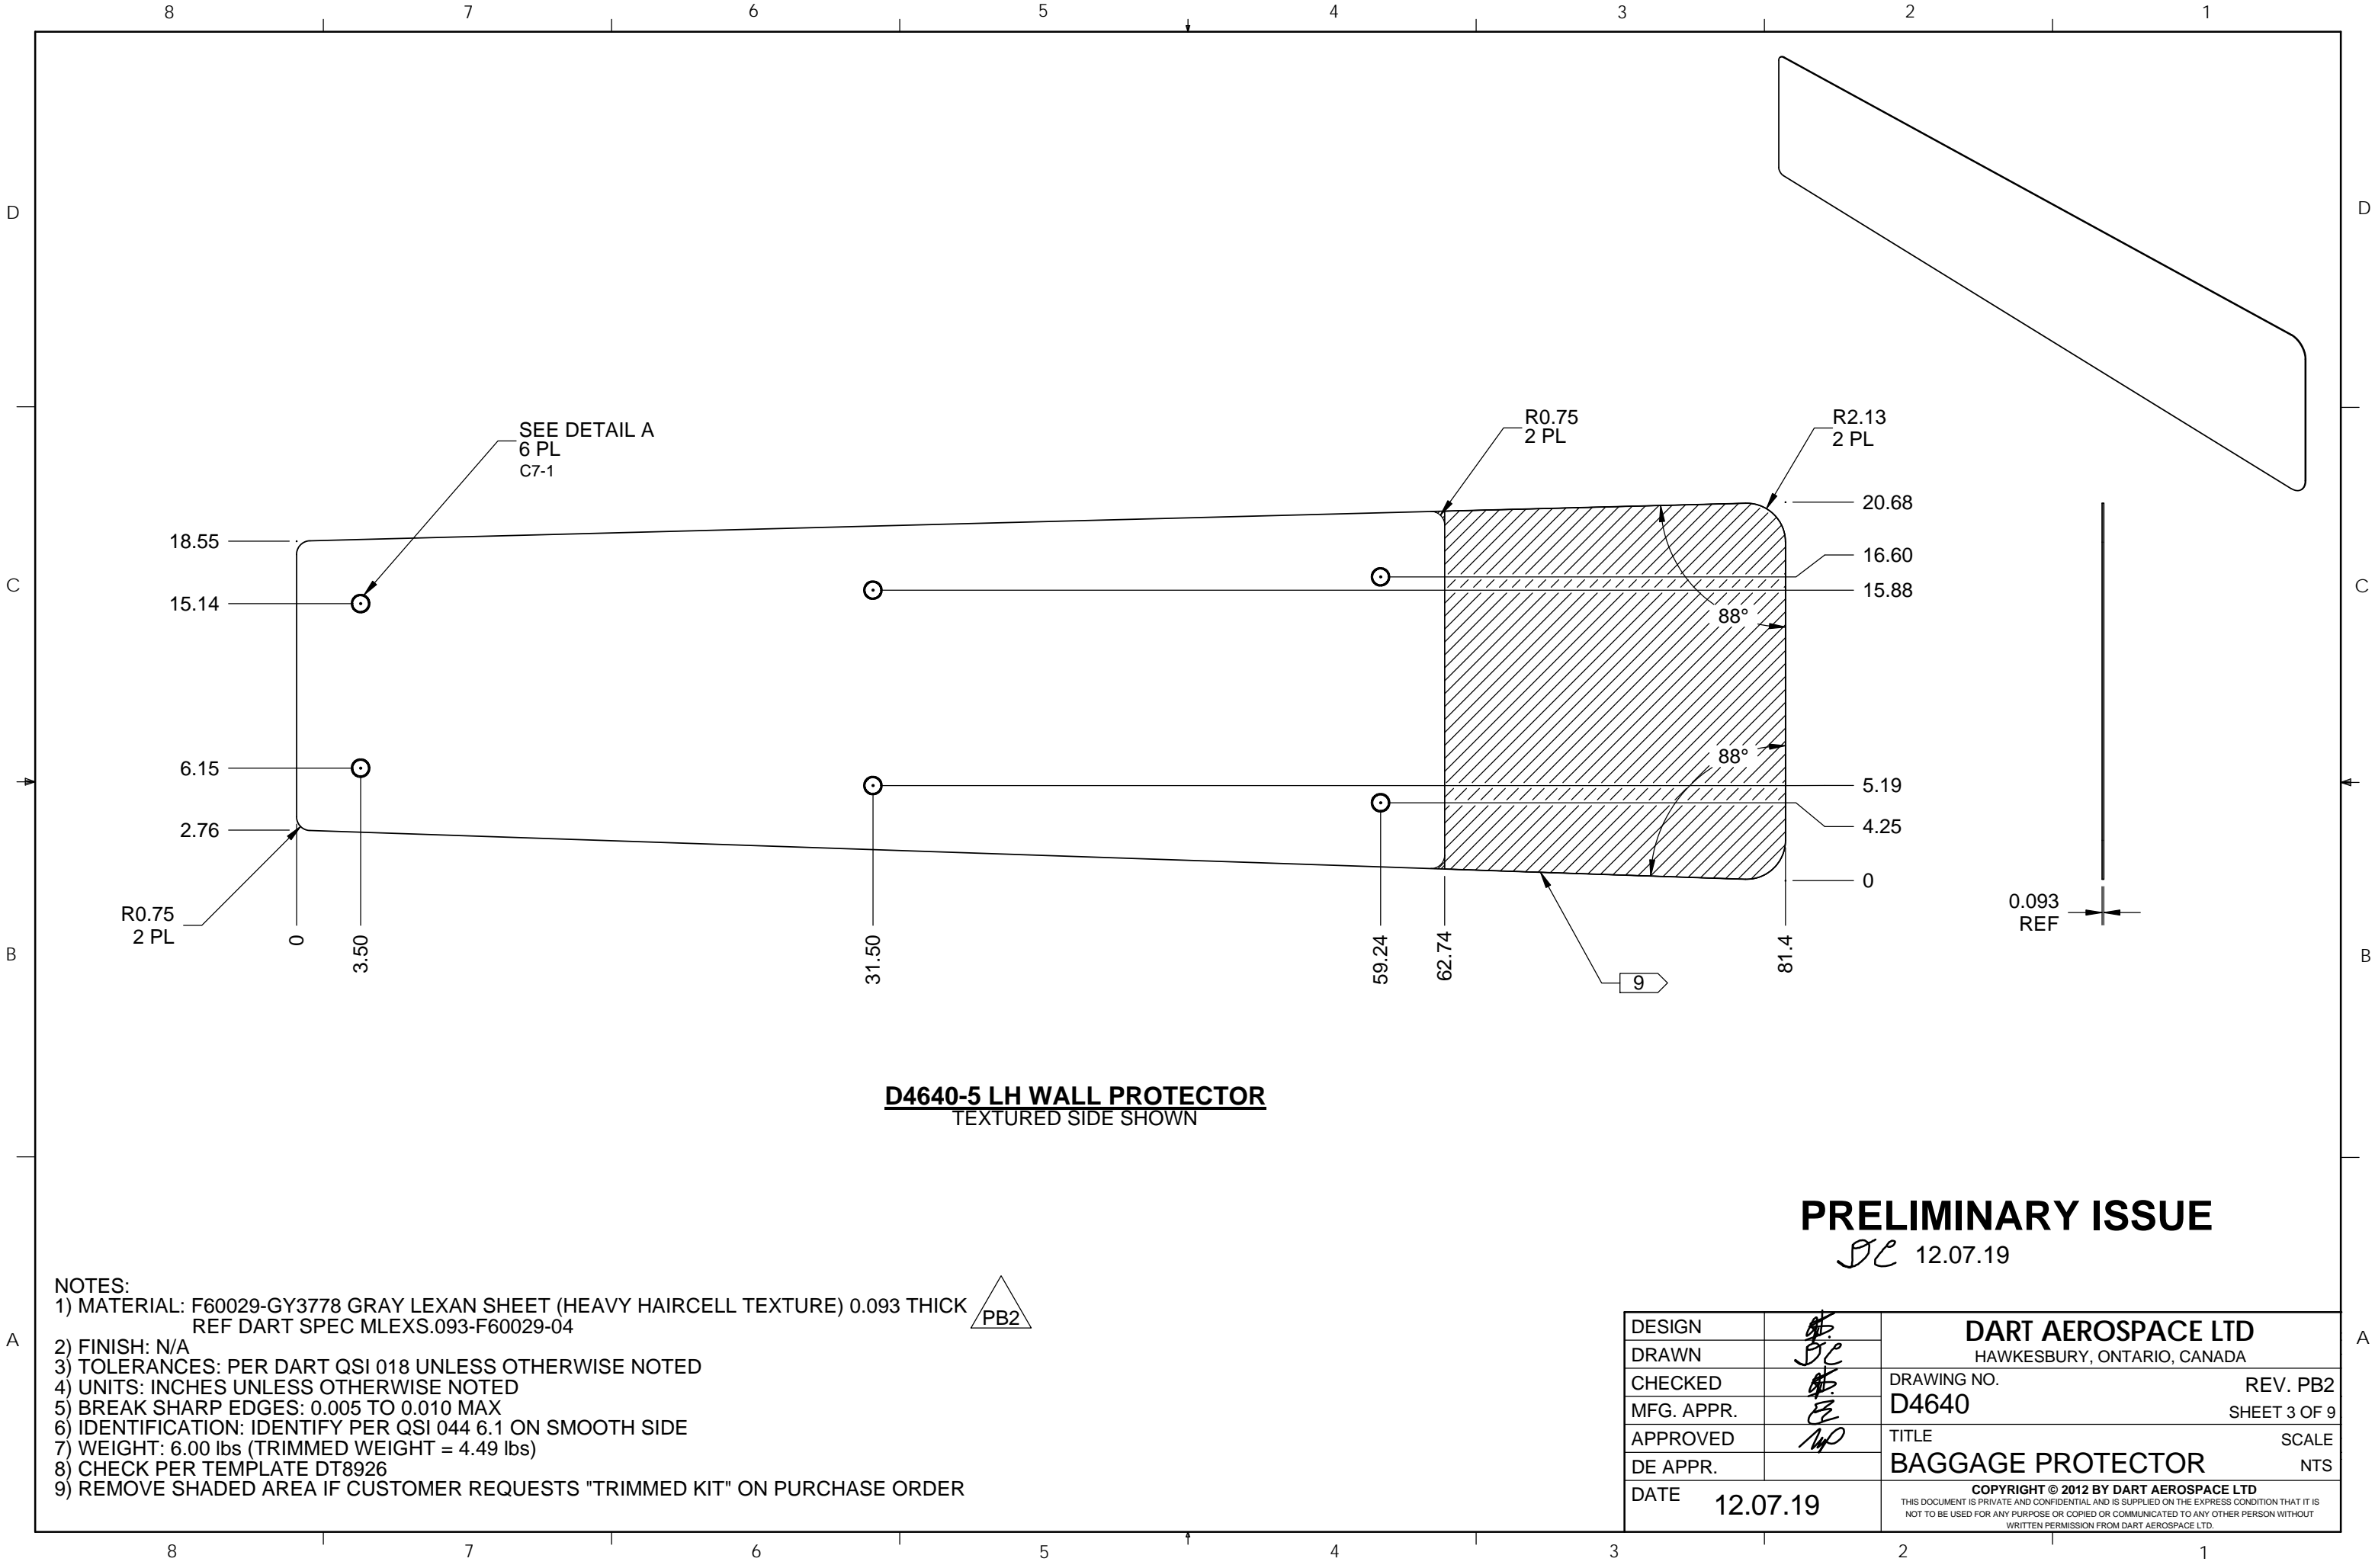 8 7 6 5 4 3 2 1
D
D
SEE DETAIL A
6 PL
C7-1
R0.75
2 PL
R2.13
2 PL
20.68
18.55
16.60
C
15.14
15.88
C
88°
6.15
88°
5.19
2.76
4.25
0
R0.75
2 PL
0.093
REF
0
3.50
31.50
59.24
62.74
81.4
B
B
9
D4640-5 LH WALL PROTECTOR
TEXTURED SIDE SHOWN
PRELIMINARY ISSUE
DC 12.07.19
NOTES:
1) MATERIAL: F60029-GY3778 GRAY LEXAN SHEET (HEAVY HAIRCELL TEXTURE) 0.093 THICK
PB2
REF DART SPEC MLEXS.093-F60029-04
2) FINISH: N/A
3) TOLERANCES: PER DART QSI 018 UNLESS OTHERWISE NOTED
4) UNITS: INCHES UNLESS OTHERWISE NOTED
5) BREAK SHARP EDGES: 0.005 TO 0.010 MAX
6) IDENTIFICATION: IDENTIFY PER QSI 044 6.1 ON SMOOTH SIDE
7) WEIGHT: 6.00 lbs (TRIMMED WEIGHT = 4.49 lbs)
8) CHECK PER TEMPLATE DT8926
9) REMOVE SHADED AREA IF CUSTOMER REQUESTS "TRIMMED KIT" ON PURCHASE ORDER
A
A
DESIGN
DRAWN DC
CHECKED
MFG. APPR.
APPROVED
DE APPR.
DATE 12.07.19
DART AEROSPACE LTD
HAWKESBURY, ONTARIO, CANADA
DRAWING NO. REV. PB2
D4640 SHEET 3 OF 9
TITLE SCALE
BAGGAGE PROTECTOR NTS
COPYRIGHT © 2012 BY DART AEROSPACE LTD
THIS DOCUMENT IS PRIVATE AND CONFIDENTIAL AND IS SUPPLIED ON THE EXPRESS CONDITION THAT IT IS
NOT TO BE USED FOR ANY PURPOSE OR COPIED OR COMMUNICATED TO ANY OTHER PERSON WITHOUT
WRITTEN PERMISSION FROM DART AEROSPACE LTD.
8 7 6 5 4 3 2 1